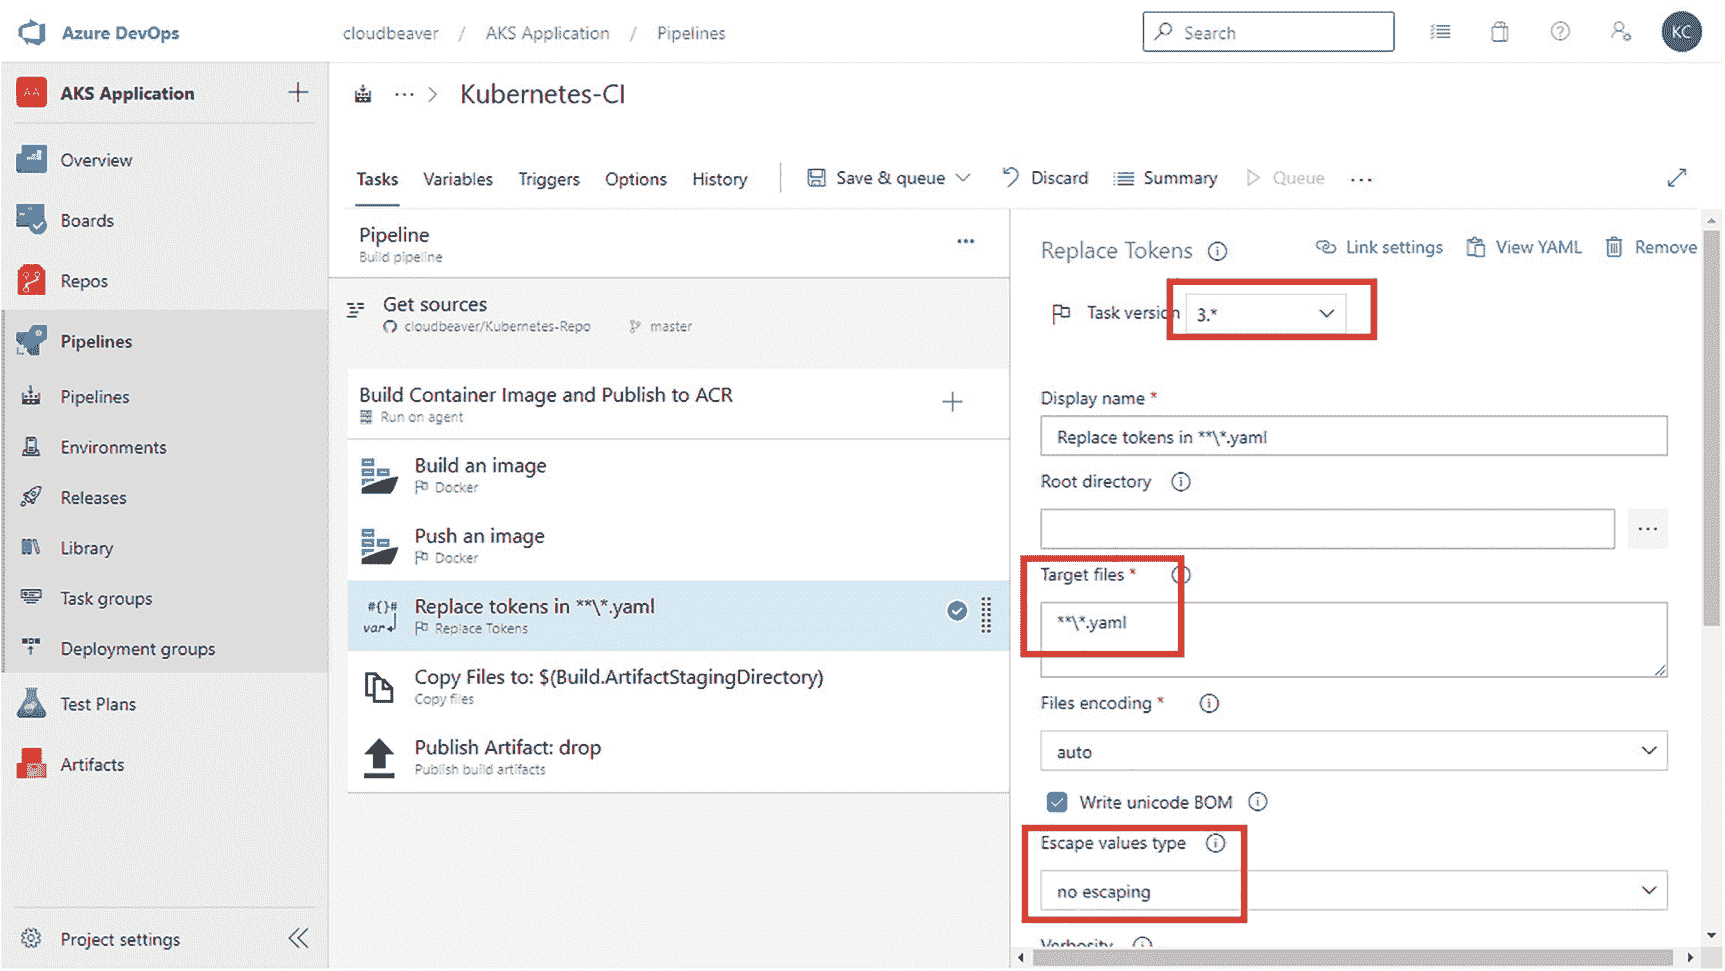 Azure DevOps
cloudbeaver / AKS Application / Pipelines
Search
KC
AA
AKS Application
Kubernetes-CI
Overview
Boards
Repos
Pipelines
Pipelines
Environments
Releases
Library
Task groups
Deployment groups
Test Plans
Artifacts
Project settings
Tasks Variables Triggers Options History Save & queue Discard Summary Queue ...
Pipeline
Build pipeline
Get sources
cloudbeaver/Kubernetes-Repo master
Build Container Image and Publish to ACR
Run on agent
Build an image
Docker
Push an image
Docker
#{}#
var
Replace tokens in **\*.yaml
Replace Tokens
Copy Files to: $(Build.ArtifactStagingDirectory)
Copy files
Publish Artifact: drop
Publish build artifacts
Replace Tokens
Link settings View YAML Remove
Task version 3.*
Display name *
Replace tokens in **\*.yaml
Root directory
Target files *
**\*.yaml
Files encoding *
auto
Write unicode BOM
Escape values type
no escaping
Verbosity